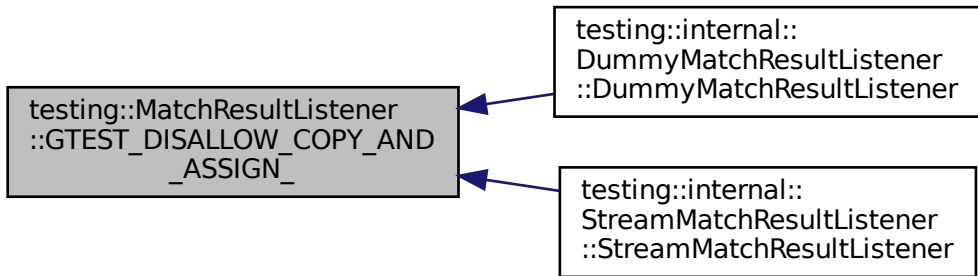 testing::MatchResultListener
::GTEST_DISALLOW_COPY_AND
_ASSIGN_
testing::internal::
DummyMatchResultListener
::DummyMatchResultListener
testing::internal::
StreamMatchResultListener
::StreamMatchResultListener